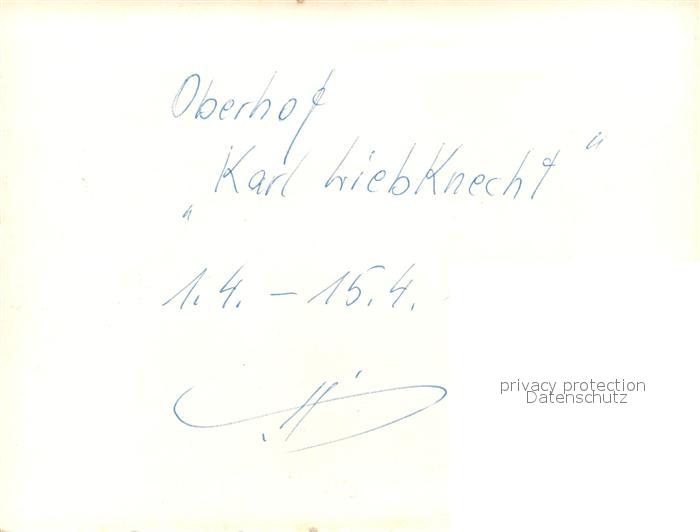 Oberhof
„Karl Liebknecht"
1.4. – 15.4.
privacy protection
Datenschutz